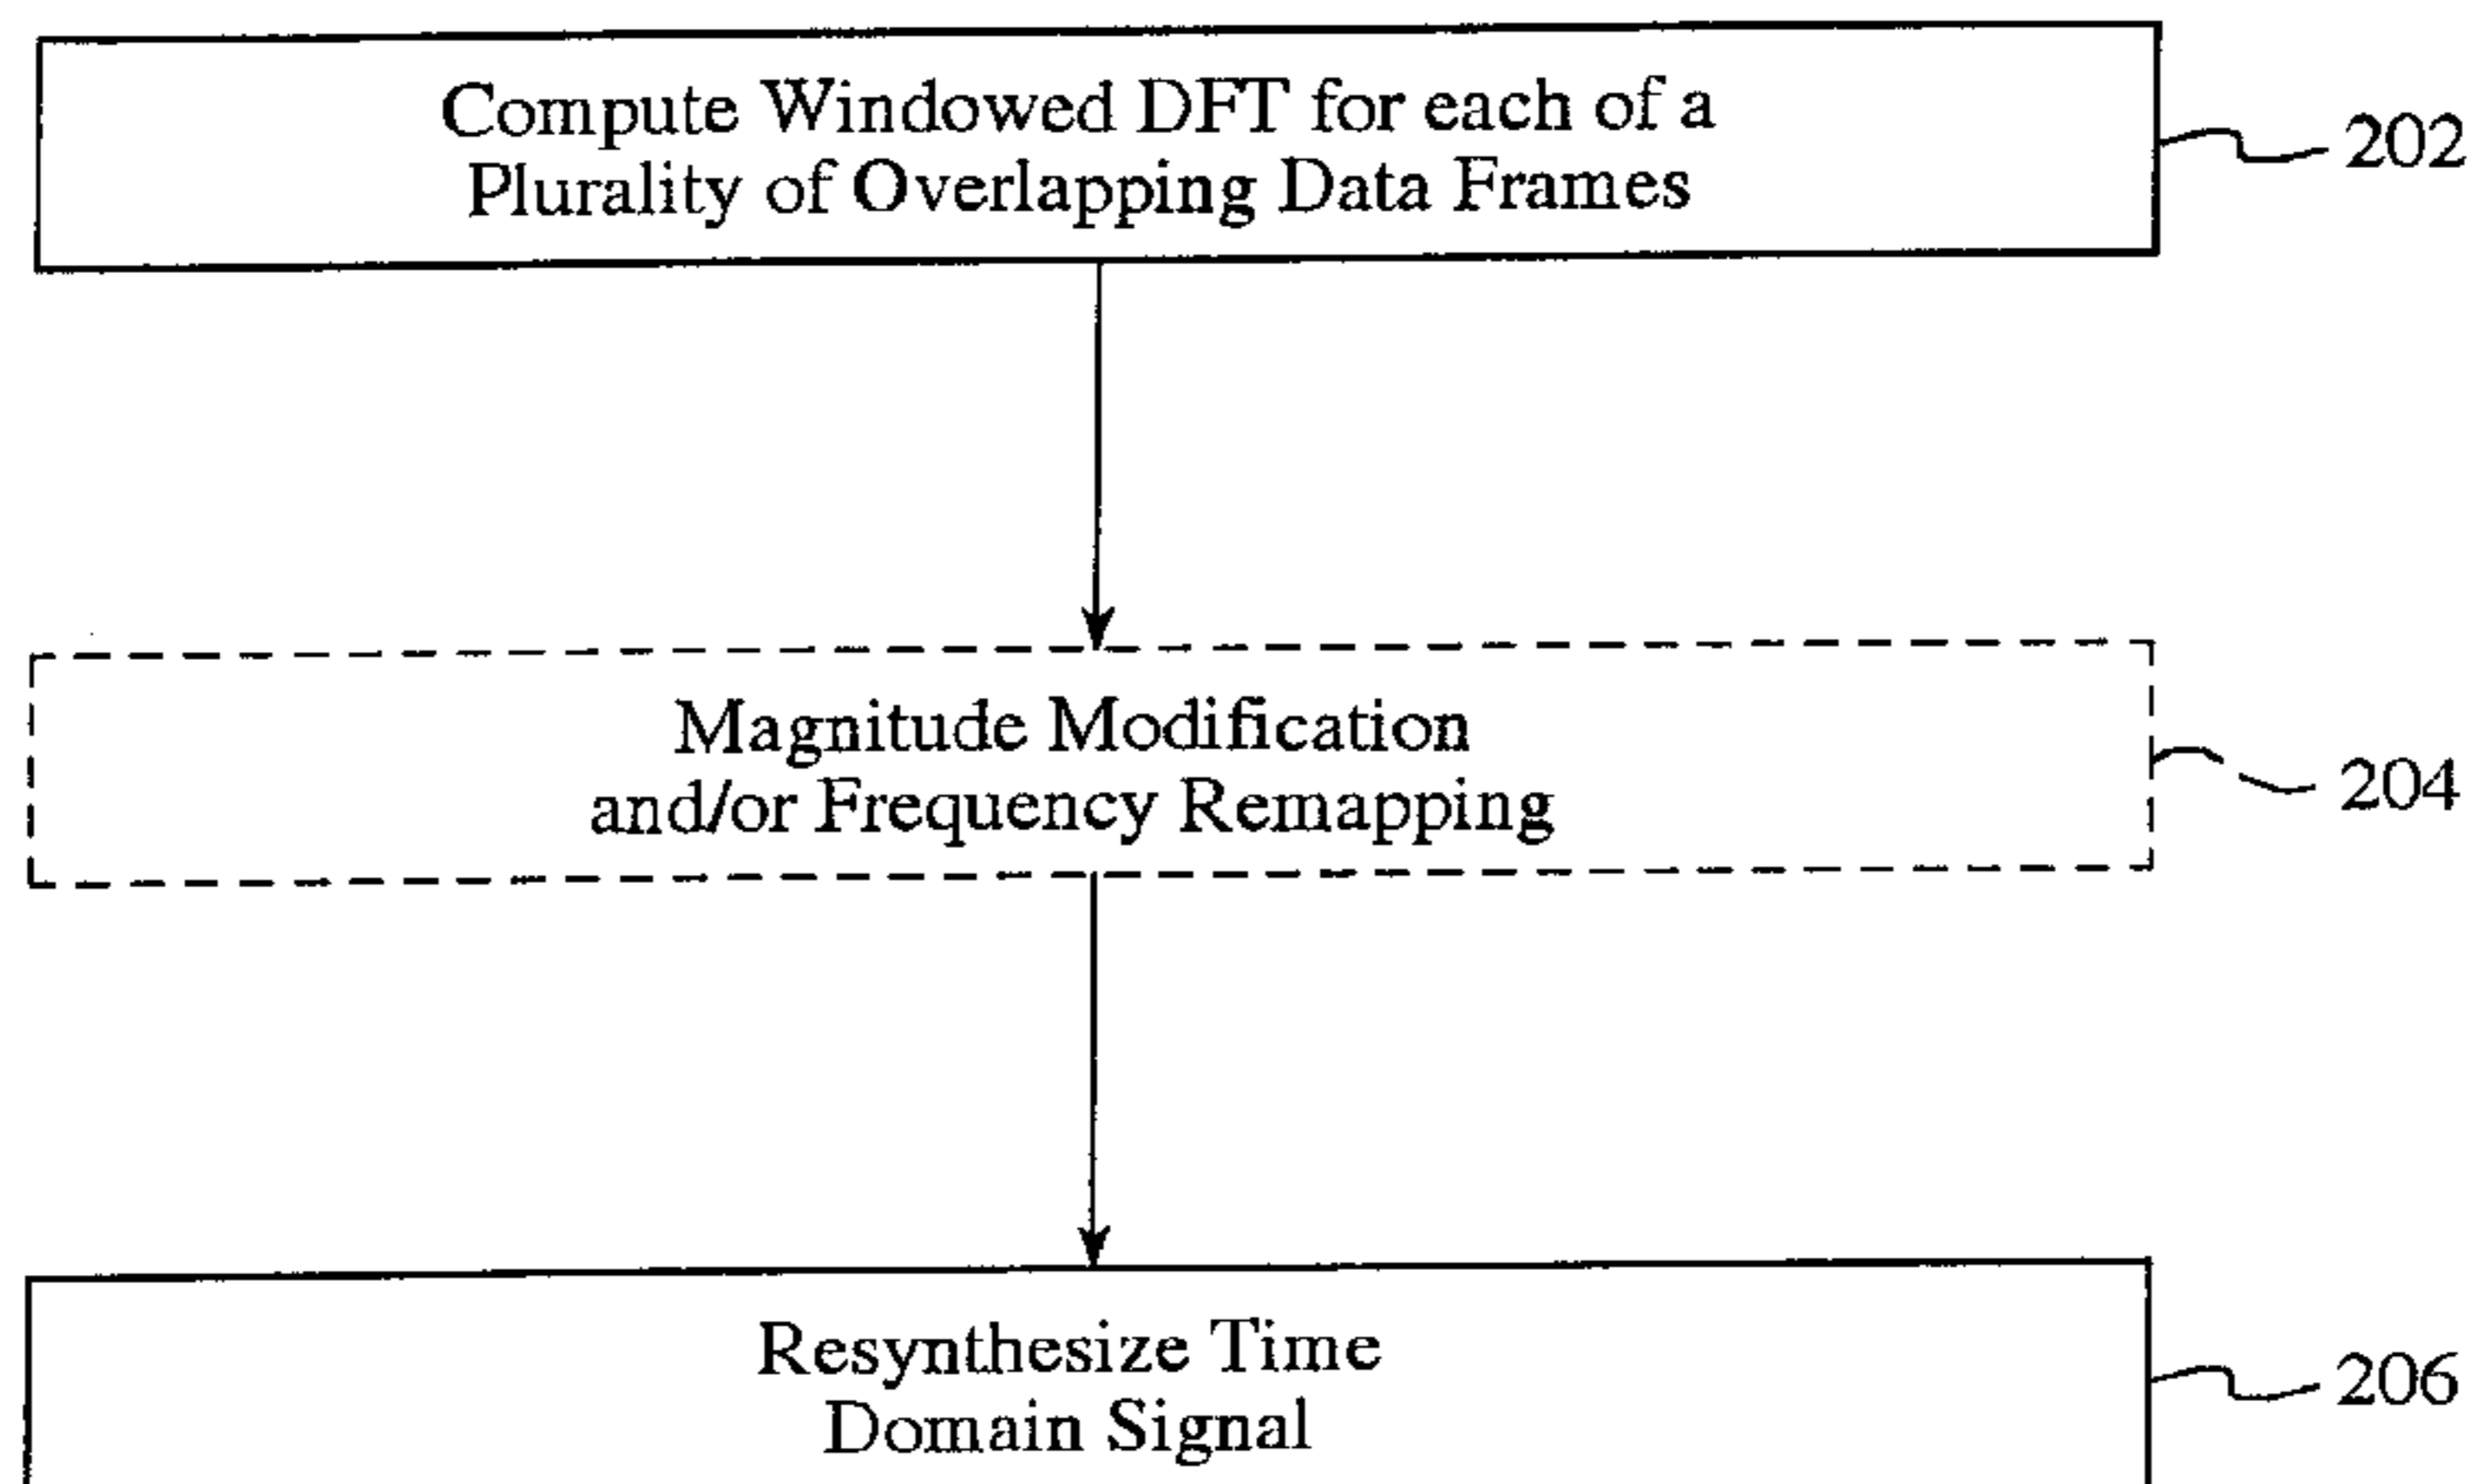 Compute Windowed DFT for each of a
Plurality of Overlapping Data Frames
202
Magnitude Modification
and/or Frequency Remapping
204
Resynthesize Time
Domain Signal
206